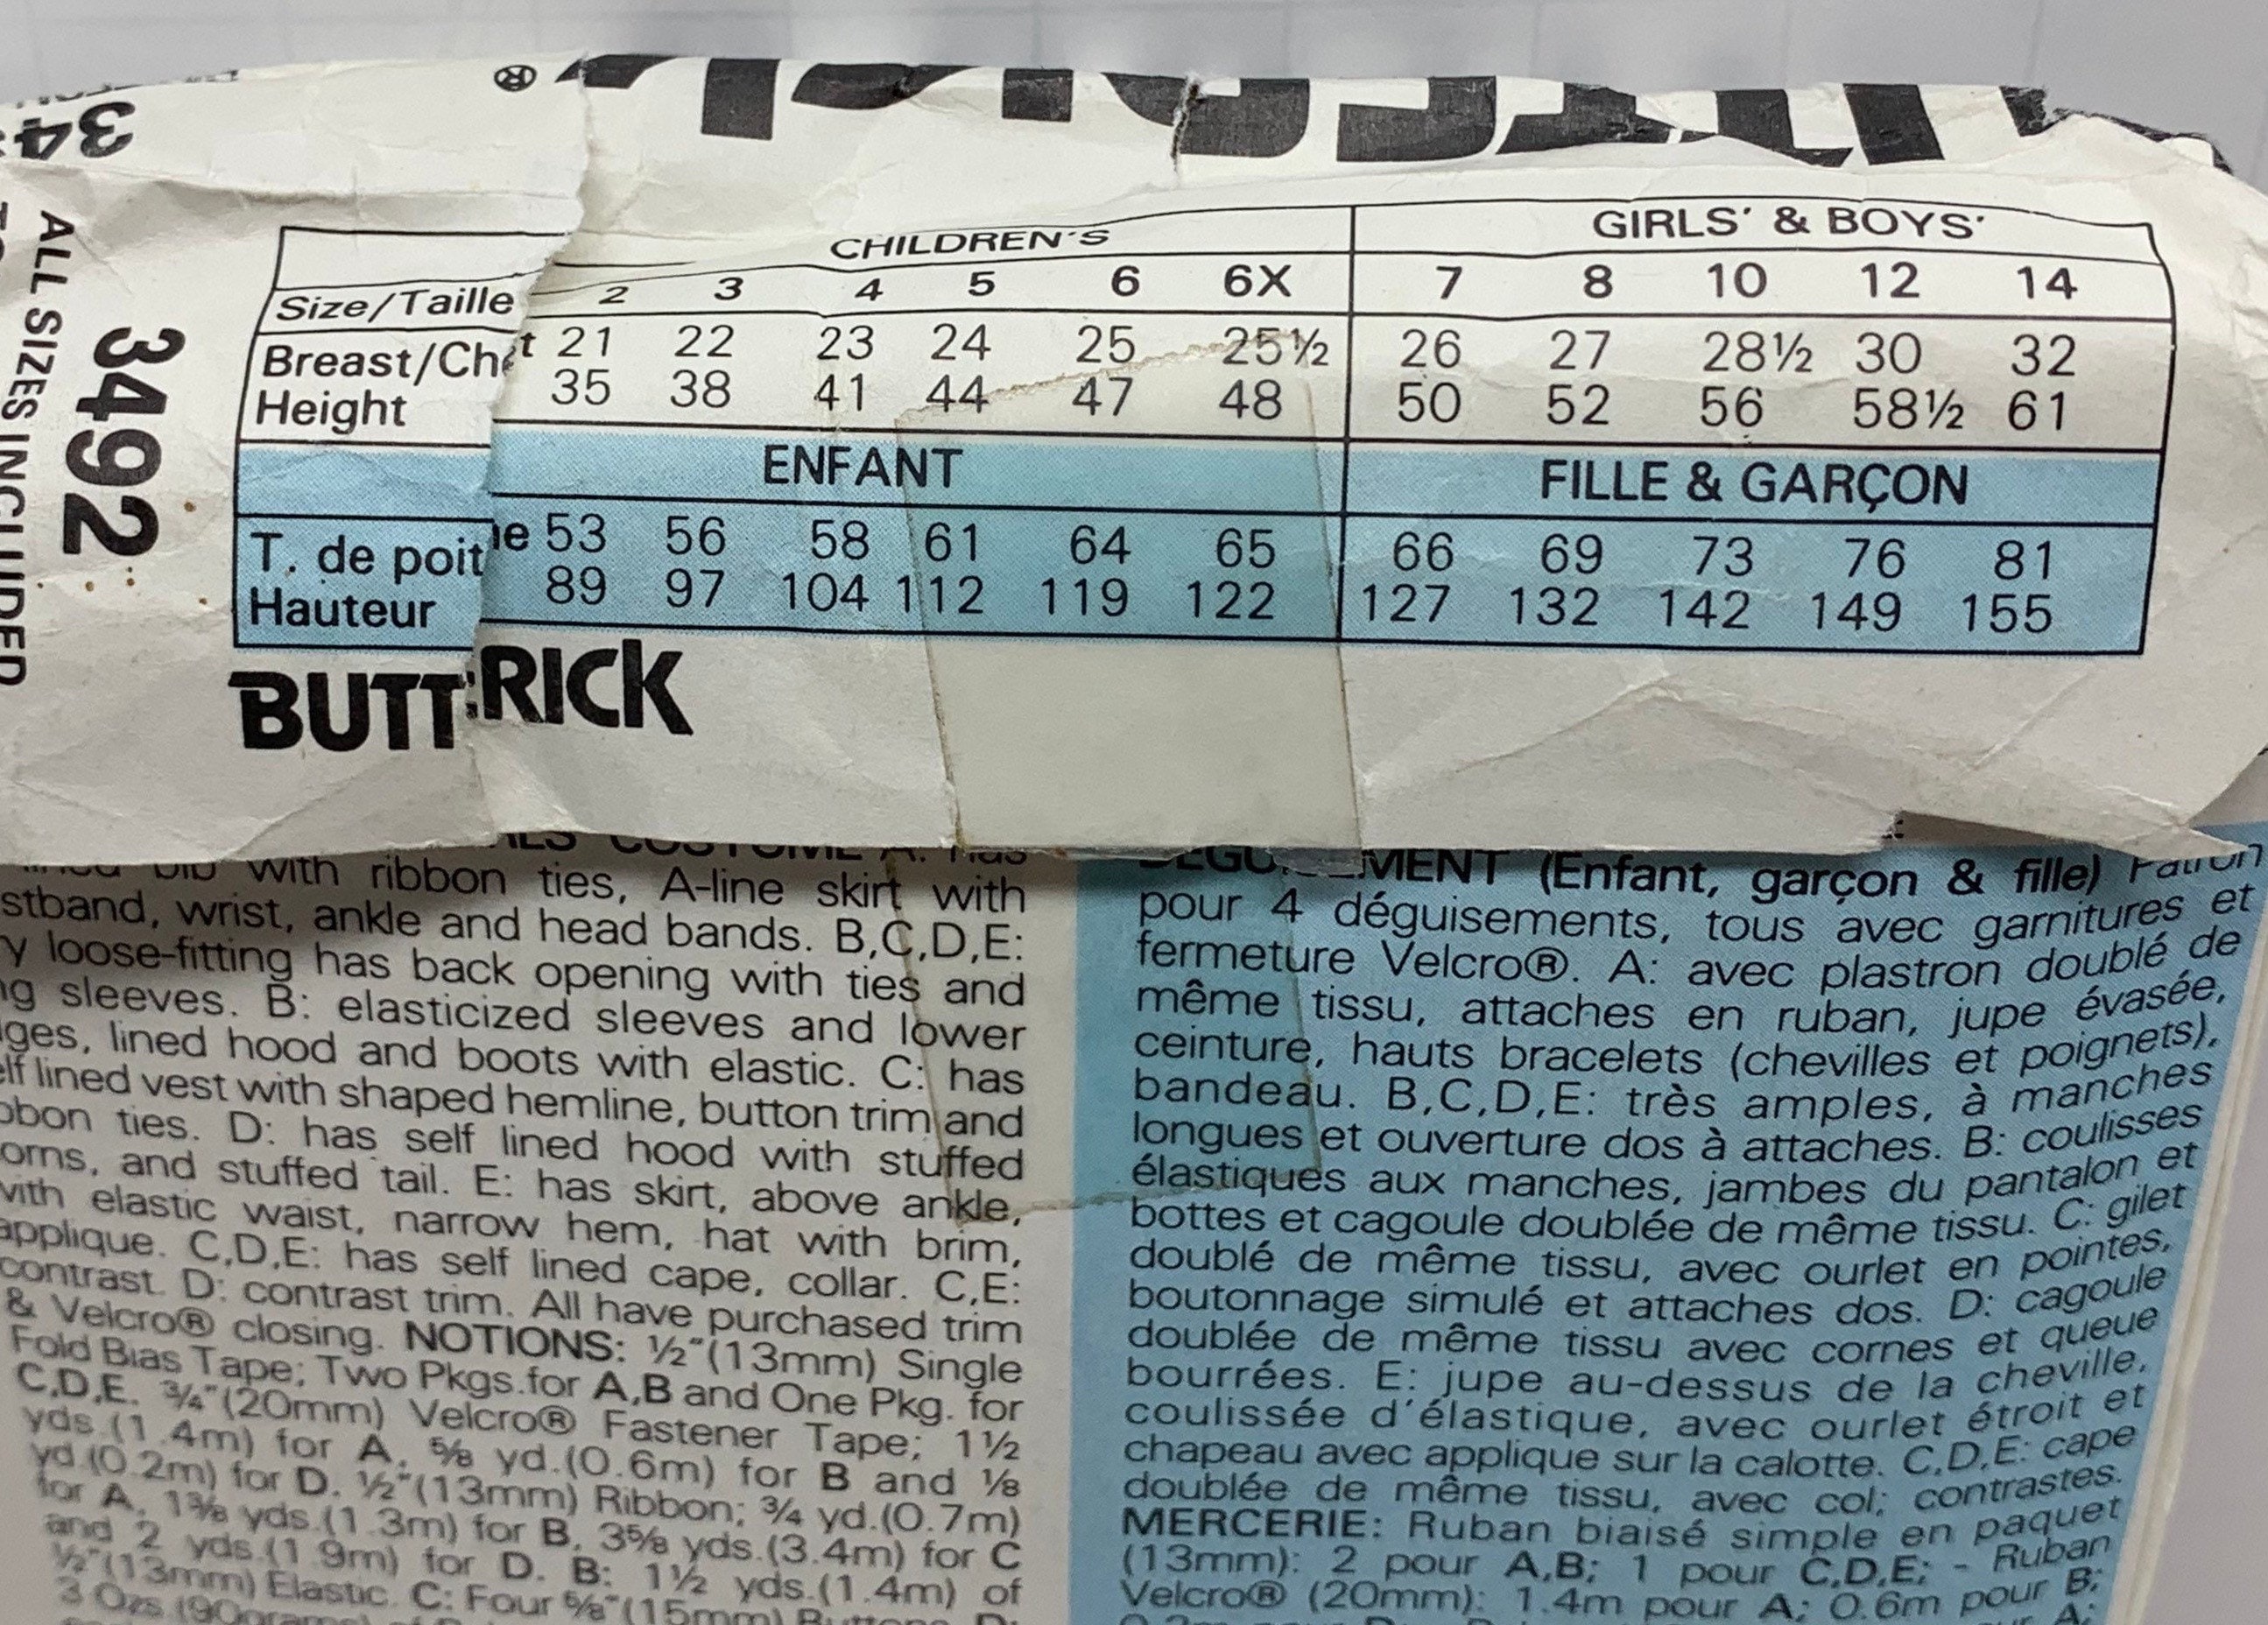 ®
34
ALL SIZES INCLUDED
3492
CHILDREN'S GIRLS' & BOYS'
Size/Taille 2 3 4 5 6 6X 7 8 10 12 14
Breast/Che t 21 22 23 24 25 25½ 26 27 28½ 30 32
Height 35 38 41 44 47 48 50 52 56 58½ 61
ENFANT FILLE & GARÇON
T. de poit ne 53 56 58 61 64 65 66 69 73 76 81
Hauteur 89 97 104 112 119 122 127 132 142 149 155
BUTTERICK
COSTUME A: has
bib with ribbon ties, A-line skirt with
stband, wrist, ankle and head bands. B,C,D,E:
y loose-fitting has back opening with ties and
ng sleeves. B: elasticized sleeves and lower
ges, lined hood and boots with elastic. C: has
elf lined vest with shaped hemline, button trim and
bbon ties. D: has self lined hood with stuffed
orns, and stuffed tail. E: has skirt, above ankle,
with elastic waist, narrow hem, hat with brim,
applique. C,D,E: has self lined cape, collar. C,E:
contrast. D: contrast trim. All have purchased trim
& Velcro® closing. NOTIONS: ½"(13mm) Single
Fold Bias Tape; Two Pkgs.for A,B and One Pkg. for
C,D,E. ¾"(20mm) Velcro® Fastener Tape; 1½
yds.(1.4m) for A, ⅝ yd.(0.6m) for B and ⅛
yd.(0.2m) for D. ½"(13mm) Ribbon; ¾ yd.(0.7m)
for A, 1⅜ yds.(1.3m) for B, 3⅝ yds.(3.4m) for C
and 2 yds.(1.9m) for D. B: 1½ yds.(1.4m) of
½"(13mm) Elastic. C: Four ⅝"(15mm) Buttons. D:
3 Ozs.(90grams)
MENT (Enfant, garçon & fille) Patron
pour 4 déguisements, tous avec garnitures et
fermeture Velcro®. A: avec plastron doublé de
même tissu, attaches en ruban, jupe évasée,
ceinture, hauts bracelets (chevilles et poignets),
bandeau. B,C,D,E: très amples, à manches
longues et ouverture dos à attaches. B: coulisses
élastiques aux manches, jambes du pantalon et
bottes et cagoule doublée de même tissu. C: gilet
doublé de même tissu, avec ourlet en pointes,
boutonnage simulé et attaches dos. D: cagoule
doublée de même tissu avec cornes et queue
bourrées. E: jupe au-dessus de la cheville,
coulissée d'élastique, avec ourlet étroit et
chapeau avec applique sur la calotte. C,D,E: cape
doublée de même tissu, avec col; contrastes.
MERCERIE: Ruban biaisé simple en paquet
(13mm): 2 pour A,B; 1 pour C,D,E; - Ruban
Velcro® (20mm): 1.4m pour A; 0.6m pour B;